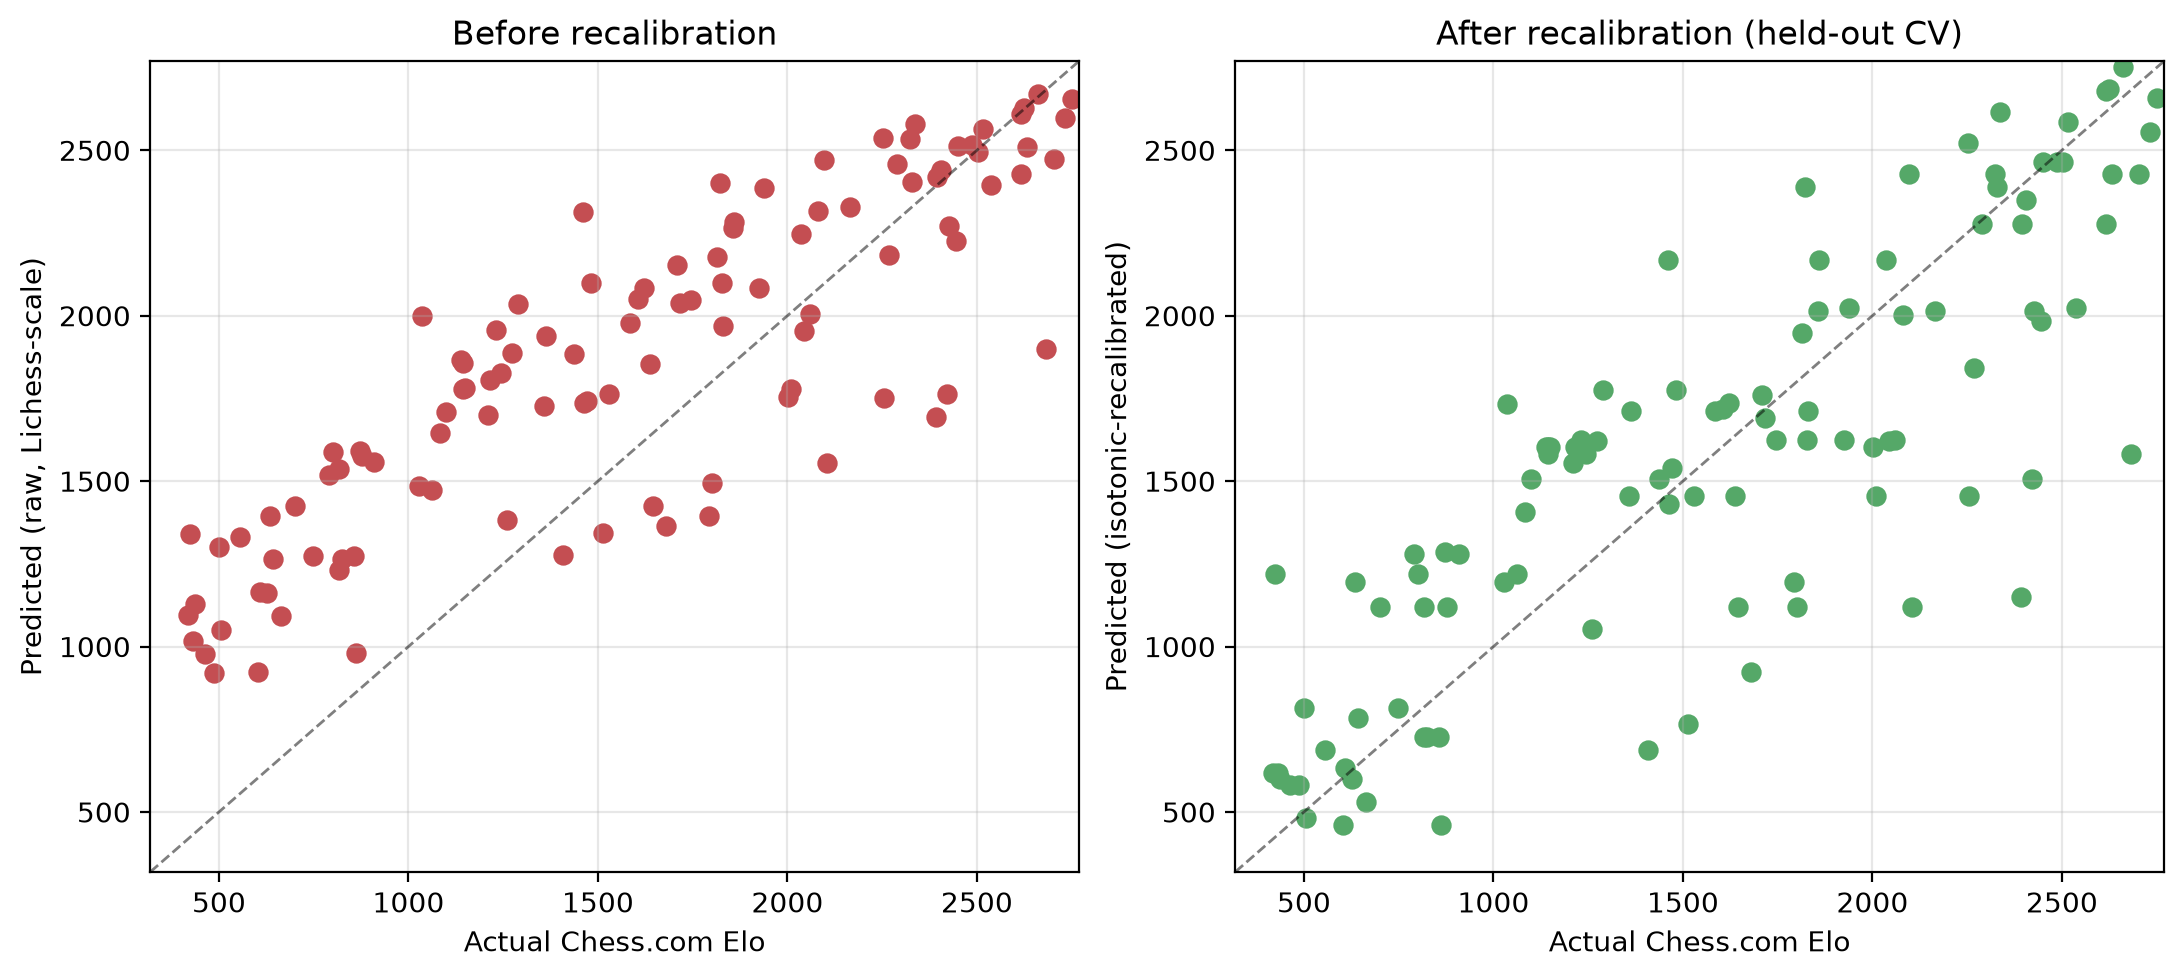 Before recalibration
After recalibration (held-out CV)
Predicted (raw, Lichess-scale)
2500
2000
1500
1000
500
500 1000 1500 2000 2500
Actual Chess.com Elo
Predicted (isotonic-recalibrated)
2500
2000
1500
1000
500
500 1000 1500 2000 2500
Actual Chess.com Elo